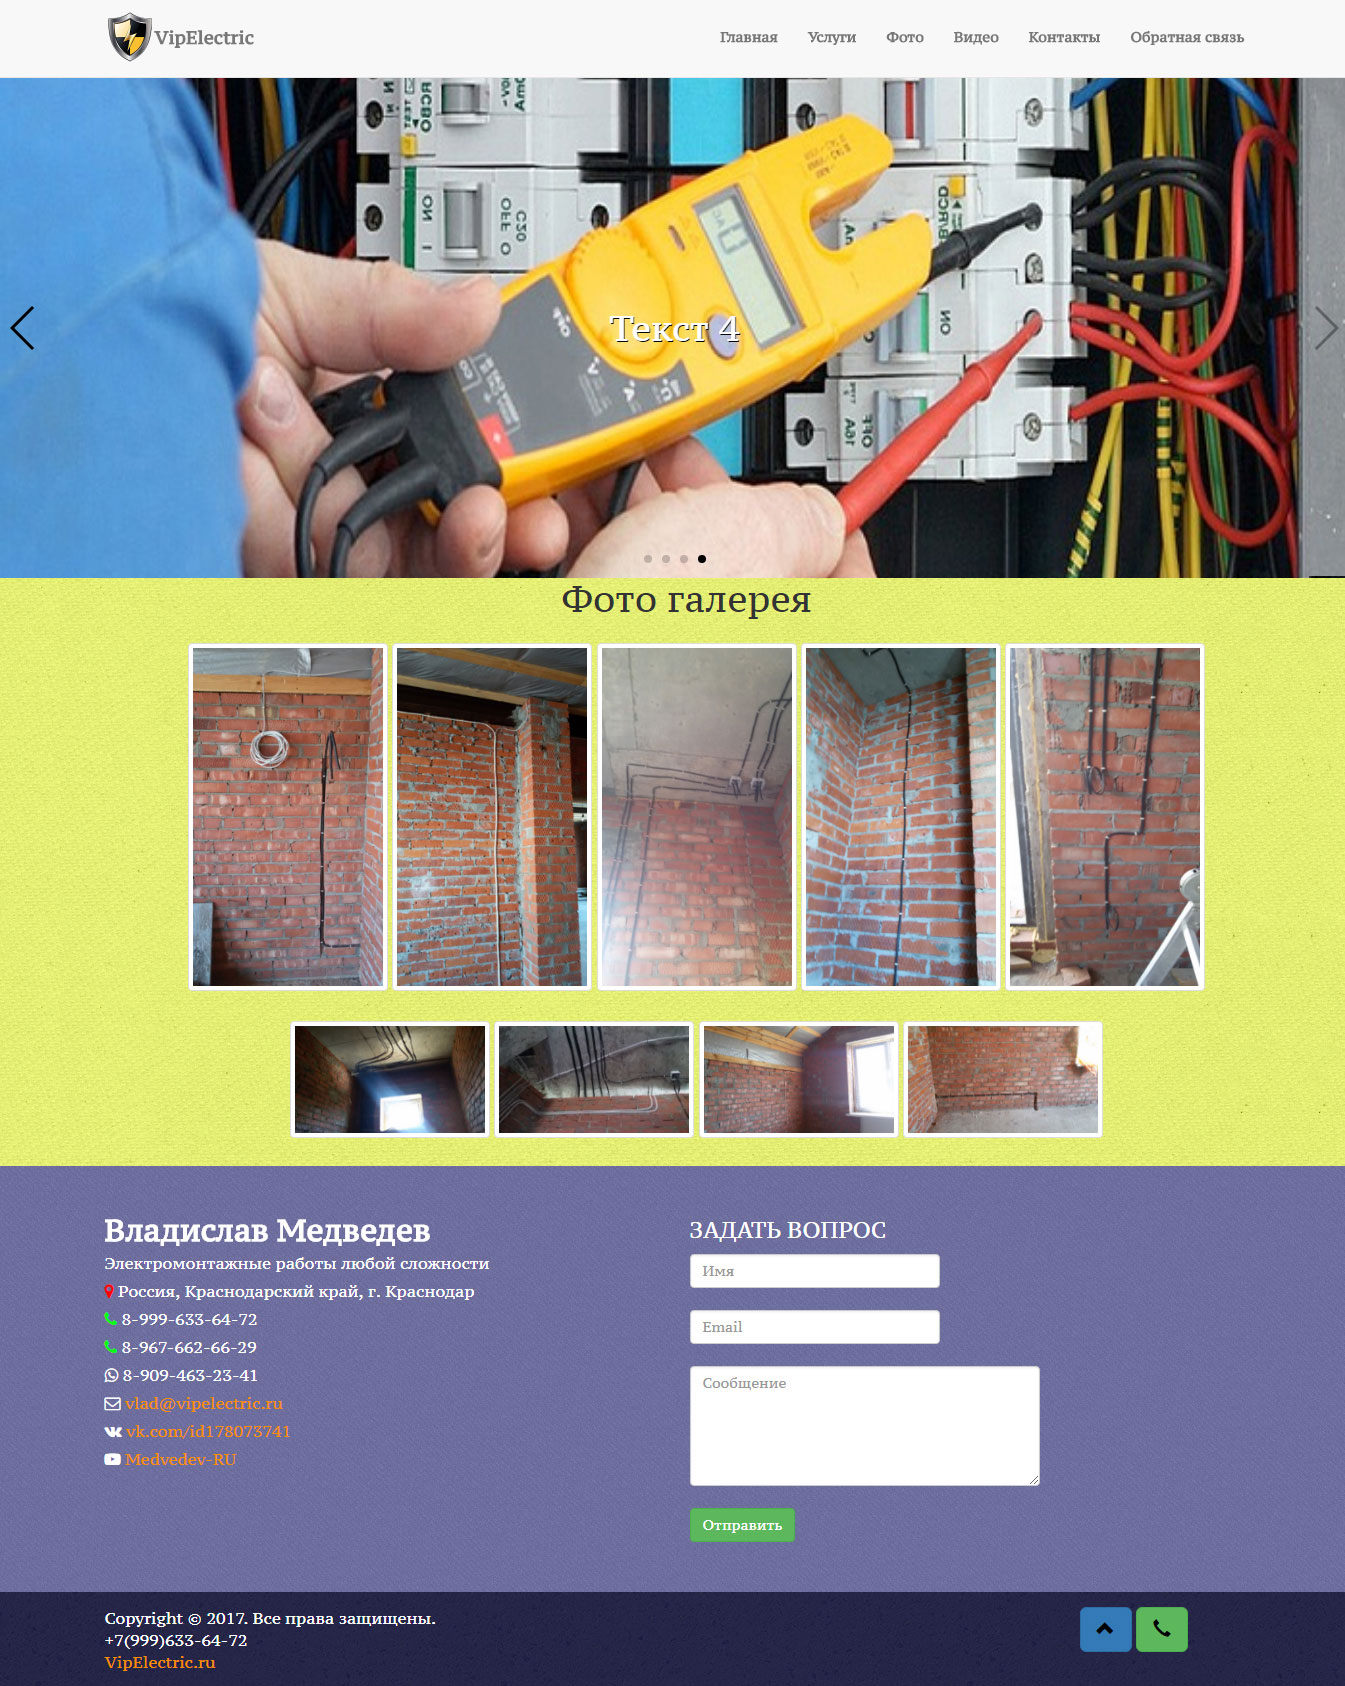 VipElectric
Главная Услуги Фото Видео Контакты Обратная связь
Текст 4
Фото галерея
Владислав Медведев
Электромонтажные работы любой сложности
Россия, Краснодарский край, г. Краснодар
8-999-633-64-72
8-967-662-66-29
8-909-463-23-41
vlad@vipelectric.ru
vk.com/id178073741
Medvedev-RU
ЗАДАТЬ ВОПРОС
Имя
Email
Сообщение
Отправить
Copyright © 2017. Все права защищены.
+7(999)633-64-72
VipElectric.ru